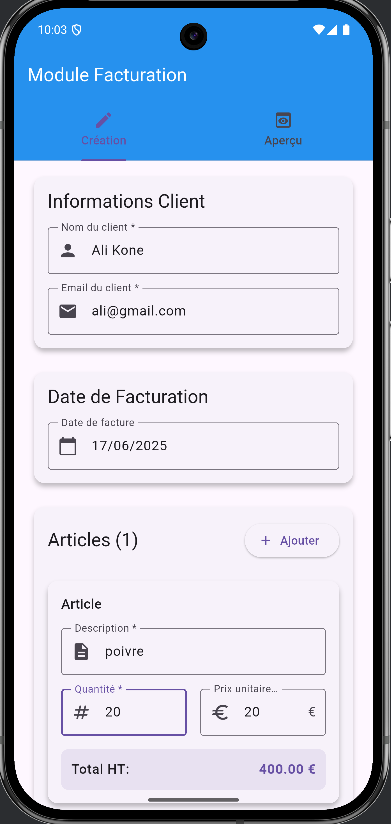 10:03
Module Facturation
Création
Aperçu
Informations Client
Nom du client *
Ali Kone
Email du client *
ali@gmail.com
Date de Facturation
Date de facture
17/06/2025
Articles (1)
+ Ajouter
Article
Description *
poivre
Quantité *
# 20
Prix unitaire...
€ 20 €
Total HT: 400.00 €